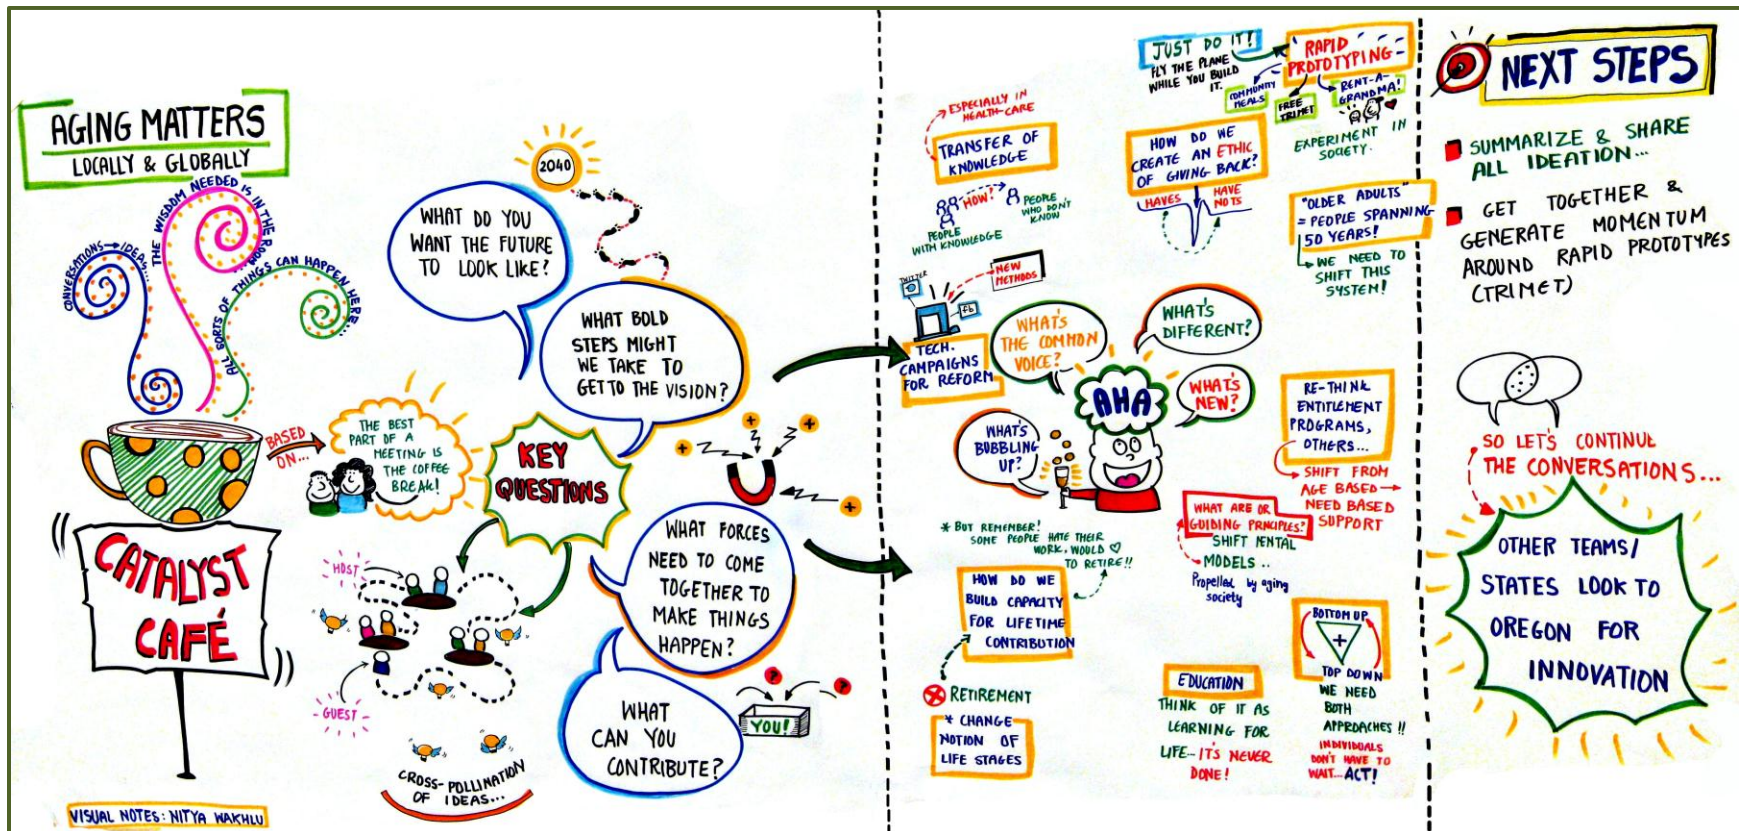 AGING MATTERS
LOCALLY & GLOBALLY
CONVERSATIONS → IDEAS...
THE WISDOM NEEDED IS IN THE ROOM
ALL SORTS OF THINGS CAN HAPPEN HERE...
BASED
ON...
THE BEST
PART OF A
MEETING IS
THE COFFEE
BREAK!
CATALYST
CAFÉ
VISUAL NOTES: NITYA WAKHLU
2040
WHAT DO YOU
WANT THE FUTURE
TO LOOK LIKE?
WHAT BOLD
STEPS MIGHT
WE TAKE TO
GET TO THE VISION?
KEY
QUESTIONS
WHAT FORCES
NEED TO COME
TOGETHER TO
MAKE THINGS
HAPPEN?
WHAT
CAN YOU
CONTRIBUTE?
YOU!
HOST
GUEST
CROSS-POLLINATION
OF IDEAS...
JUST DO IT!
FLY THE PLANE
WHILE YOU BUILD
IT.
RAPID
PROTOTYPING
COMMUNITY
MEALS
FREE
TRIMET
RENT-A-
GRANDMA!
EXPERIMENT IN
SOCIETY.
ESPECIALLY IN
HEALTH-CARE
TRANSFER OF
KNOWLEDGE
HOW?
PEOPLE
WHO DON'T
KNOW
PEOPLE
WITH KNOWLEDGE
HOW DO WE
CREATE AN ETHIC
OF GIVING BACK?
HAVES
HAVE
NOTS
"OLDER ADULTS"
= PEOPLE SPANNING
50 YEARS!
WE NEED TO
SHIFT THIS
SYSTEM!
TWITTER
fb
NEW
METHODS
TECH.
CAMPAIGNS
FOR REFORM
WHAT'S
THE COMMON
VOICE?
WHAT'S
DIFFERENT?
AHA
WHAT'S
NEW?
WHAT'S
BUBBLING
UP?
RE-THINK
ENTITLEMENT
PROGRAMS,
OTHERS...
SHIFT FROM
AGE BASED →
NEED BASED
SUPPORT
WHAT ARE OR
GUIDING PRNCIPLES?
SHIFT MENTAL
MODELS ..
Propelled by aging
society
* BUT REMEMBER!
SOME PEOPLE HATE THEIR
WORK, WOULD ♡
TO RETIRE!!
HOW DO WE
BUILD CAPACITY
FOR LIFETIME
CONTRIBUTION
RETIREMENT
* CHANGE
NOTION OF
LIFE STAGES
EDUCATION
THINK OF IT AS
LEARNING FOR
LIFE-- IT'S NEVER
DONE!
BOTTOM UP
+
TOP DOWN
WE NEED
BOTH
APPROACHES!!
INDIVIDUALS
DON'T HAVE TO
WAIT... ACT!
NEXT STEPS
SUMMARIZE & SHARE
ALL IDEATION...
GET TOGETHER &
GENERATE MOMENTUM
AROUND RAPID PROTOTYPES
(TRIMET)
SO LET'S CONTINUE
THE CONVERSATIONS...
OTHER TEAMS/
STATES LOOK TO
OREGON FOR
INNOVATION